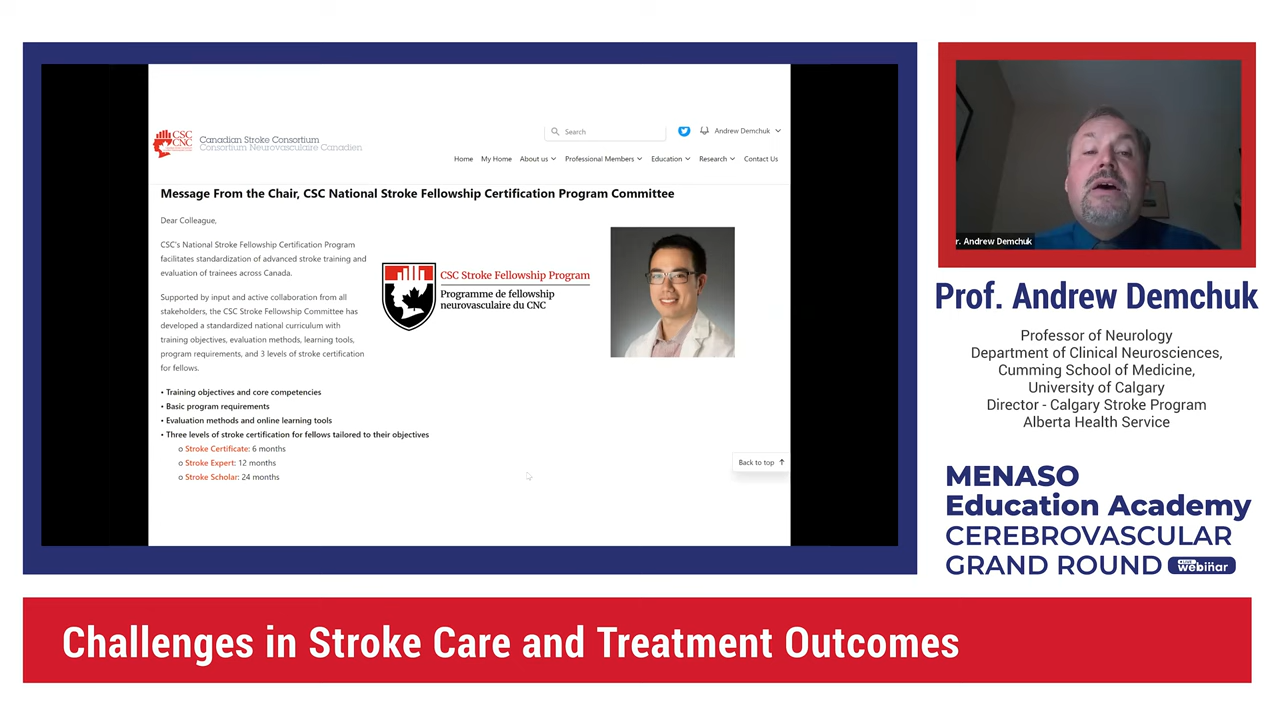 CSC
CNC
Canadian Stroke Consortium
Consortium Neurovasculaire Canadien
Search
Andrew Demchuk
Home My Home About us Professional Members Education Research Contact Us
Message From the Chair, CSC National Stroke Fellowship Certification Program Committee
Dear Colleague,
CSC's National Stroke Fellowship Certification Program
facilitates standardization of advanced stroke training and
evaluation of trainees across Canada.
Supported by input and active collaboration from all
stakeholders, the CSC Stroke Fellowship Committee has
developed a standardized national curriculum with
training objectives, evaluation methods, learning tools,
program requirements, and 3 levels of stroke certification
for fellows.
CSC Stroke Fellowship Program
Programme de fellowship
neurovasculaire du CNC
• Training objectives and core competencies
• Basic program requirements
• Evaluation methods and online learning tools
• Three levels of stroke certification for fellows tailored to their objectives
o Stroke Certificate: 6 months
o Stroke Expert: 12 months
o Stroke Scholar: 24 months
Back to top
r. Andrew Demchuk
Prof. Andrew Demchuk
Professor of Neurology
Department of Clinical Neurosciences,
Cumming School of Medicine,
University of Calgary
Director - Calgary Stroke Program
Alberta Health Service
MENASO
Education Academy
CEREBROVASCULAR
GRAND ROUND
webinar
Challenges in Stroke Care and Treatment Outcomes